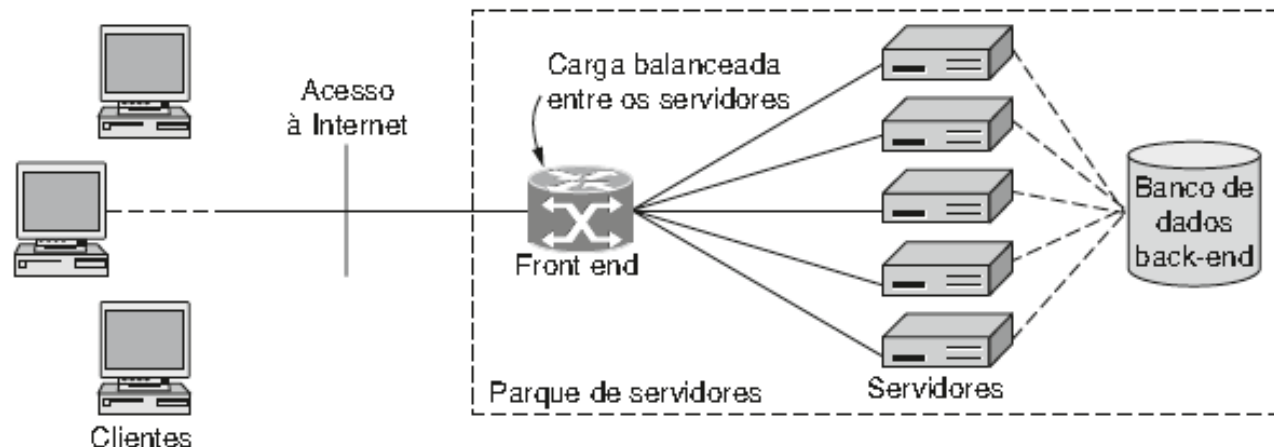 Acesso
à Internet
Carga balanceada
entre os servidores
Front end
Banco de
dados
back-end
Parque de servidores
Servidores
Clientes